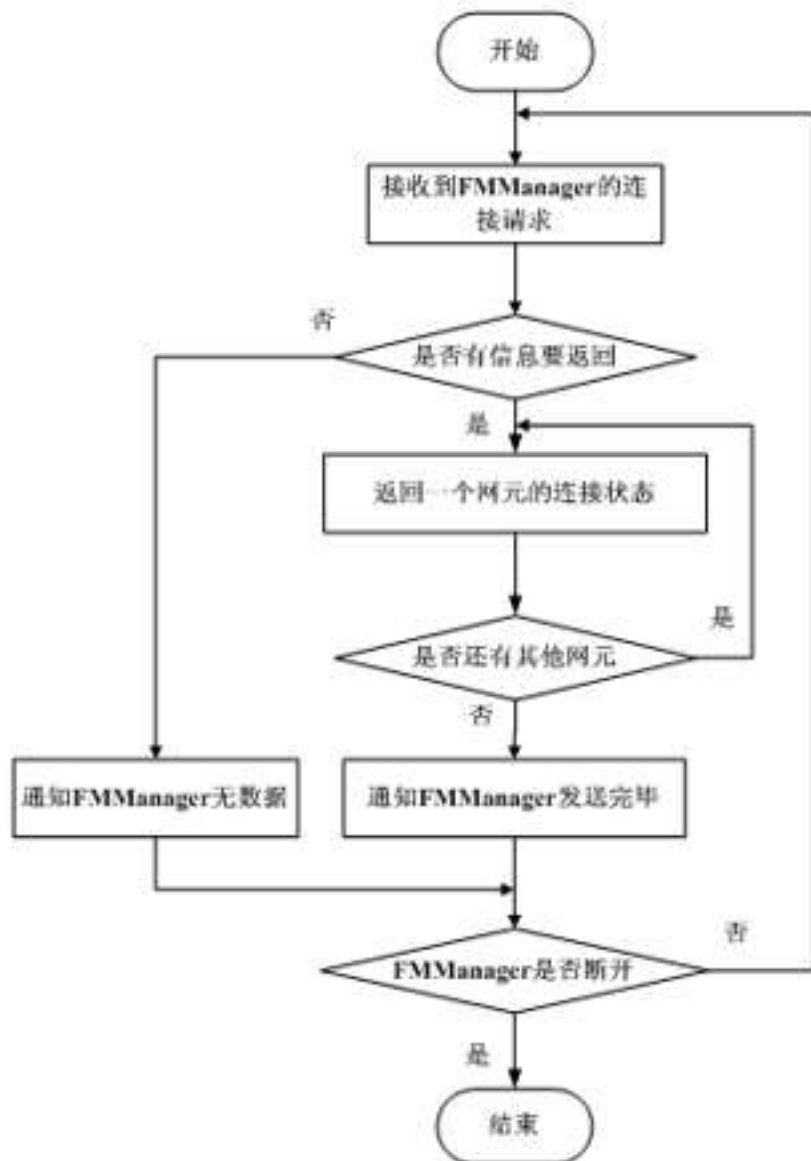 开始
接收到FMManager的连
接请求
否
是否有信息要返回
是
返回一个网元的连接状态
是
是否还有其他网元
否
通知FMManager无数据
通知FMManager发送完毕
否
FMManager是否断开
是
结束